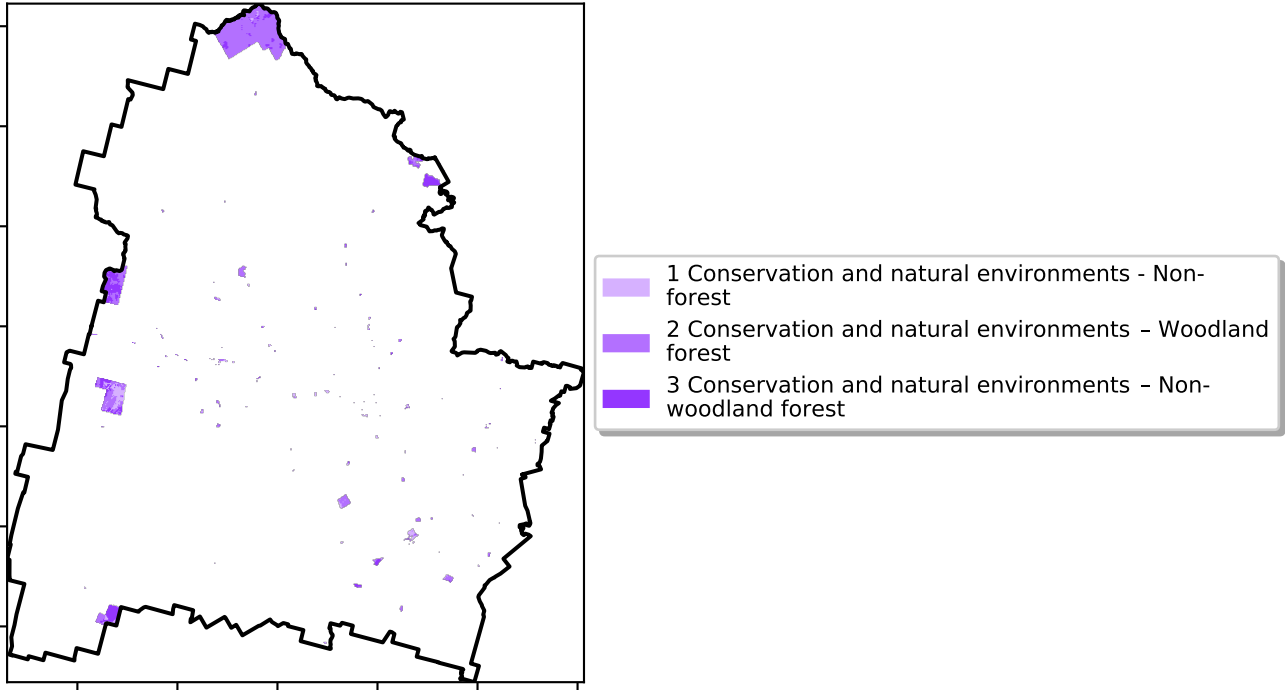 1 Conservation and natural environments - Non-
forest
2 Conservation and natural environments – Woodland
forest
3 Conservation and natural environments – Non-
woodland forest